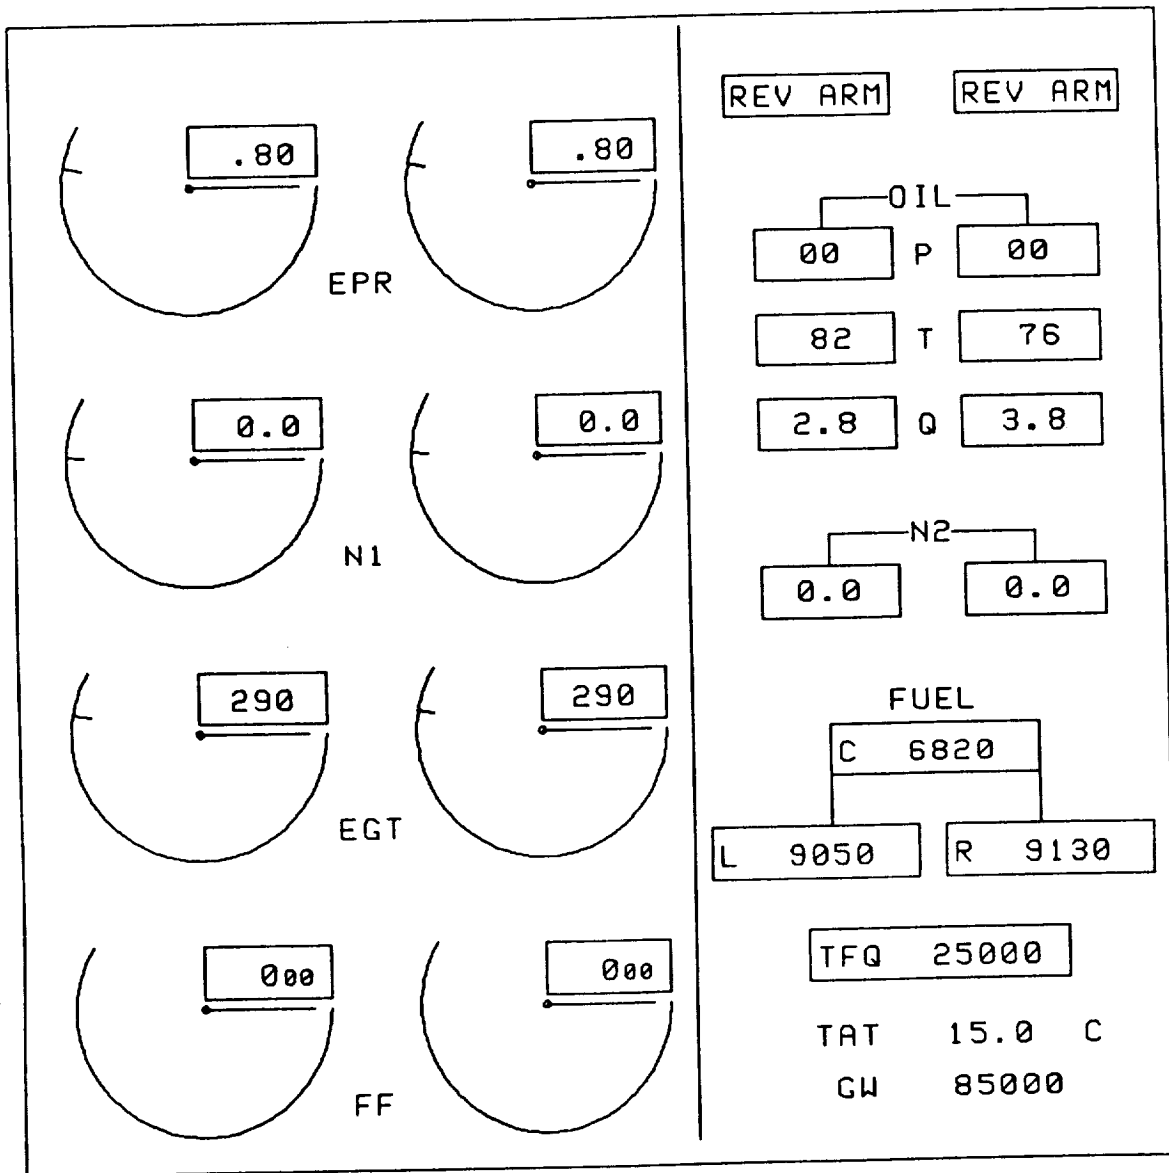 .80 .80
EPR
0.0 0.0
N1
290 290
EGT
000 000
FF
REV ARM REV ARM
OIL
00 P 00
82 T 76
2.8 Q 3.8
N2
0.0 0.0
FUEL
C 6820
L 9050 R 9130
TFQ 25000
TAT 15.0 C
GW 85000